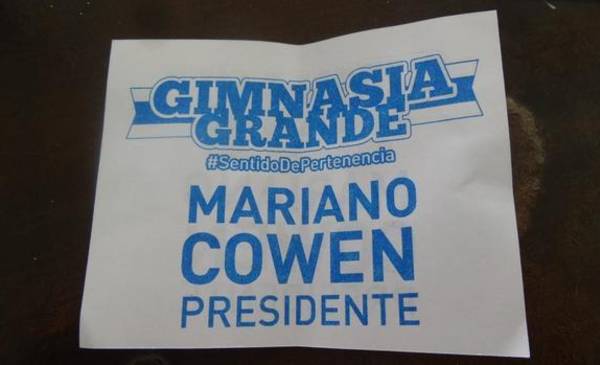 GIMNASIA
GRANDE
#SentidoDePertenencia
MARIANO
COWEN
PRESIDENTE